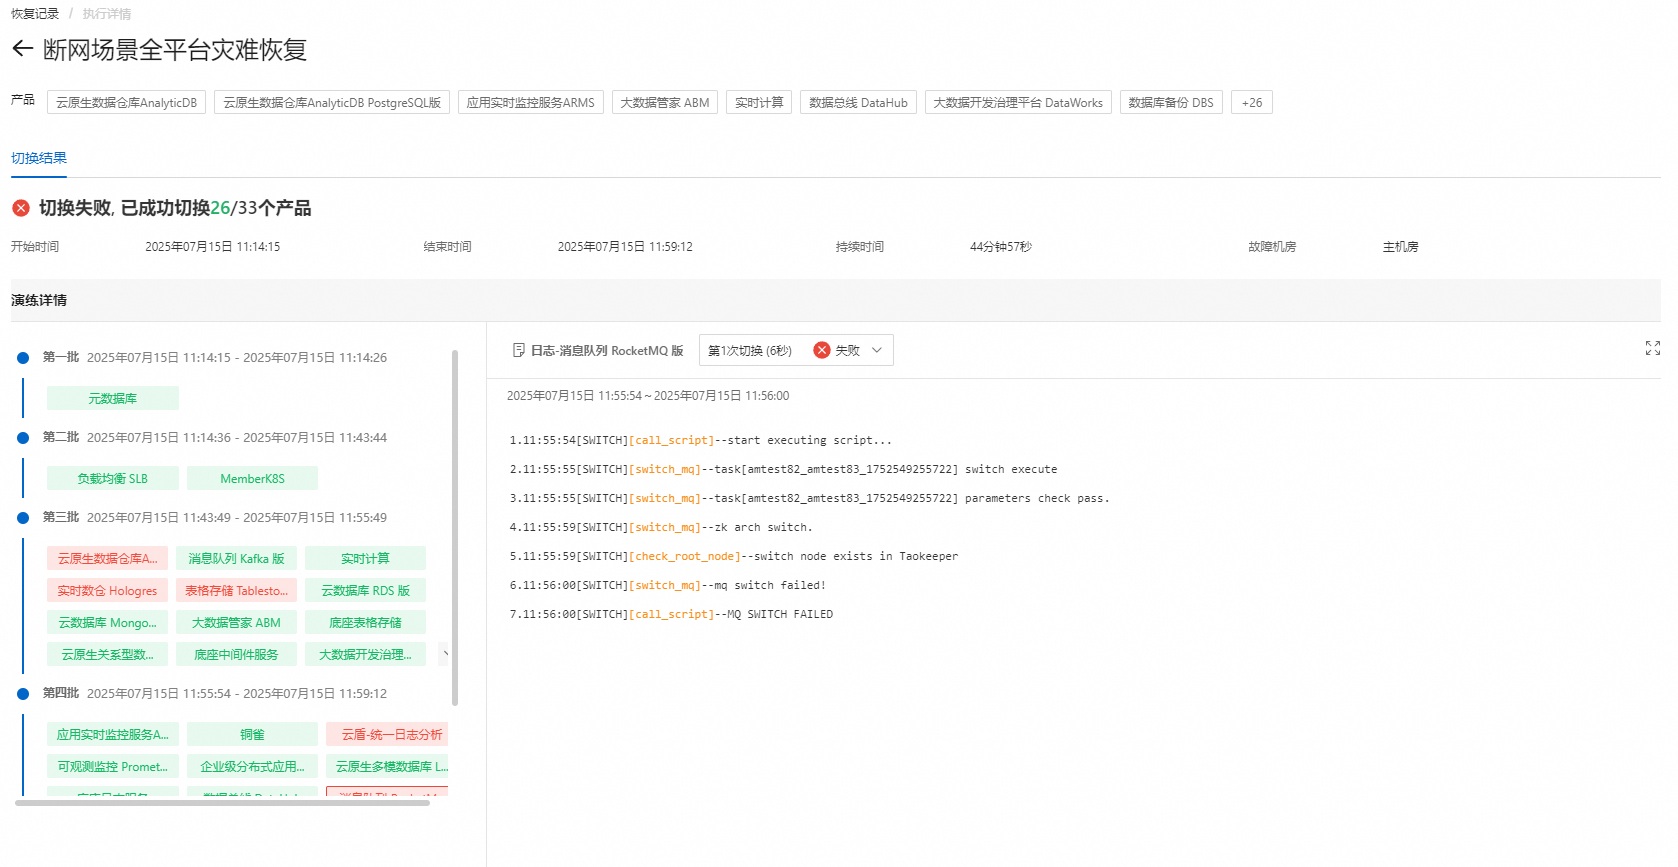 恢复记录 / 执行详情
← 断网场景全平台灾难恢复
产品 云原生数据仓库AnalyticDB 云原生数据仓库AnalyticDB PostgreSQL版 应用实时监控服务ARMS 大数据管家 ABM 实时计算 数据总线 DataHub 大数据开发治理平台 DataWorks 数据库备份 DBS +26
切换结果
切换失败, 已成功切换26/33个产品
开始时间 2025年07月15日 11:14:15 结束时间 2025年07月15日 11:59:12 持续时间 44分钟57秒 故障机房 主机房
演练详情
第一批 2025年07月15日 11:14:15 - 2025年07月15日 11:14:26
元数据库
第二批 2025年07月15日 11:14:36 - 2025年07月15日 11:43:44
负载均衡 SLB MemberK8S
第三批 2025年07月15日 11:43:49 - 2025年07月15日 11:55:49
云原生数据仓库A... 消息队列 Kafka 版 实时计算
实时数仓 Hologres 表格存储 Tablesto... 云数据库 RDS 版
云数据库 Mongo... 大数据管家 ABM 底座表格存储
云原生关系型数... 底座中间件服务 大数据开发治理...
第四批 2025年07月15日 11:55:54 - 2025年07月15日 11:59:12
应用实时监控服务A... 铜雀 云盾-统一日志分析
可观测监控 Promet... 企业级分布式应用... 云原生多模数据库 L...
日志-消息队列 RocketMQ 版 第1次切换 (6秒) 失败
2025年07月15日 11:55:54 ~ 2025年07月15日 11:56:00
1.11:55:54[SWITCH][call_script]--start executing script...
2.11:55:55[SWITCH][switch_mq]--task[amtest82_amtest83_1752549255722] switch execute
3.11:55:55[SWITCH][switch_mq]--task[amtest82_amtest83_1752549255722] parameters check pass.
4.11:55:59[SWITCH][switch_mq]--zk arch switch.
5.11:55:59[SWITCH][check_root_node]--switch node exists in Taokeeper
6.11:56:00[SWITCH][switch_mq]--mq switch failed!
7.11:56:00[SWITCH][call_script]--MQ SWITCH FAILED